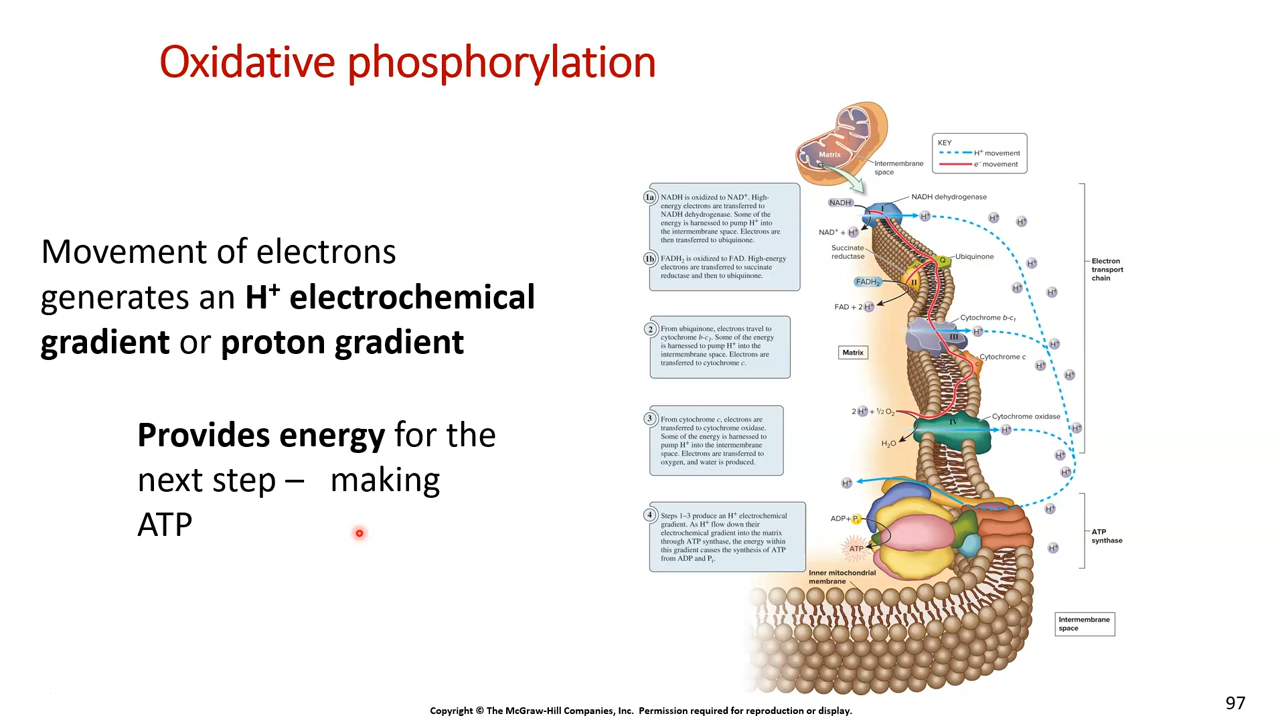 Oxidative phosphorylation
Movement of electrons
generates an H⁺ electrochemical
gradient or proton gradient
Provides energy for the
next step – making
ATP
Matrix
Intermembrane
space
KEY
H⁺ movement
e⁻ movement
1a NADH is oxidized to NAD⁺. High-
energy electrons are transferred to
NADH dehydrogenase. Some of the
energy is harnessed to pump H⁺ into
the intermembrane space. Electrons are
then transferred to ubiquinone.
1b FADH₂ is oxidized to FAD. High-energy
electrons are transferred to succinate
reductase and then to ubiquinone.
2 From ubiquinone, electrons travel to
cytochrome b-c₁. Some of the energy
is harnessed to pump H⁺ into the
intermembrane space. Electrons are
transferred to cytochrome c.
3 From cytochrome c, electrons are
transferred to cytochrome oxidase.
Some of the energy is harnessed to
pump H⁺ into the intermembrane
space. Electrons are transferred to
oxygen, and water is produced.
4 Steps 1–3 produce an H⁺ electrochemical
gradient. As H⁺ flow down their
electrochemical gradient into the matrix
through ATP synthase, the energy within
this gradient causes the synthesis of ATP
from ADP and Pᵢ.
NADH
I
NADH dehydrogenase
H⁺
H⁺
H⁺
NAD⁺ + H⁺
Succinate
reductase
Q
Ubiquinone
H⁺
FADH₂
II
H⁺
H⁺
FAD + 2 H⁺
Cytochrome b-c₁
III
H⁺
H⁺
Matrix
Cytochrome c
c
H⁺
H⁺
2 H⁺ + ½ O₂
Cytochrome oxidase
IV
H⁺
H⁺
H₂O
H⁺
H⁺
Electron
transport
chain
H⁺
H⁺
ADP + Pᵢ
ATP
H⁺
ATP
synthase
Inner mitochondrial
membrane
Intermembrane
space
Copyright © The McGraw-Hill Companies, Inc. Permission required for reproduction or display.
97